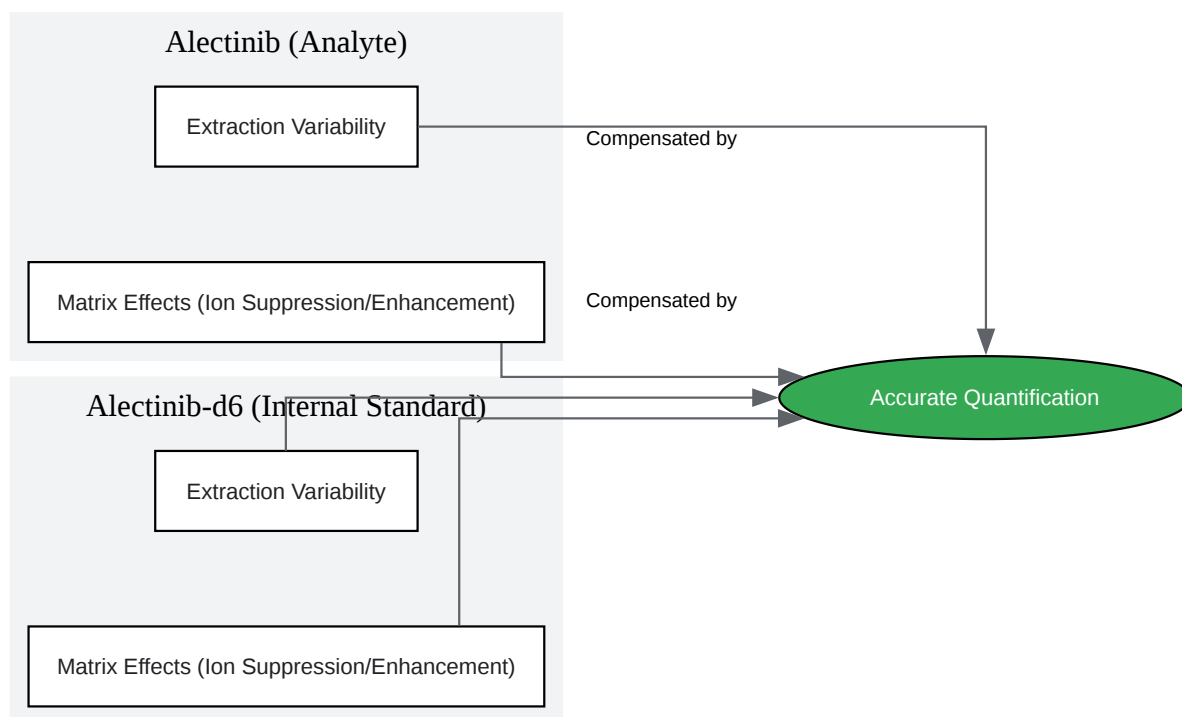 Alectinib (Analyte)
Extraction Variability
Compensated by
Matrix Effects (Ion Suppression/Enhancement)
Compensated by
Accurate Quantification
Alectinib-d6 (Internal Standard)
Extraction Variability
Matrix Effects (Ion Suppression/Enhancement)